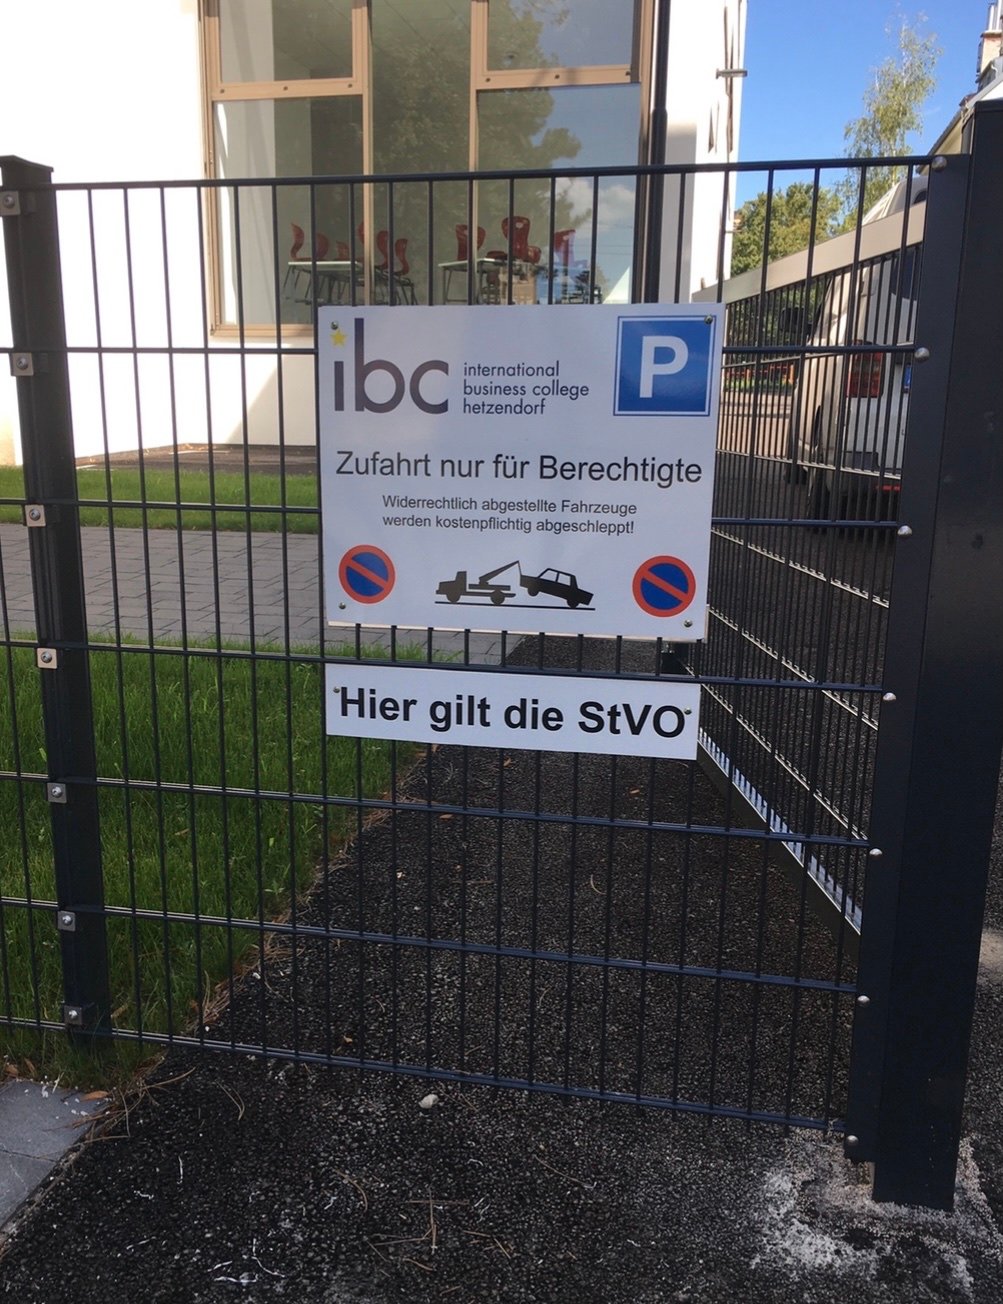 ibc
international
business college
hetzendorf
P
Zufahrt nur für Berechtigte
Widerrechtlich abgestellte Fahrzeuge
werden kostenpflichtig abgeschleppt!
Hier gilt die StVO